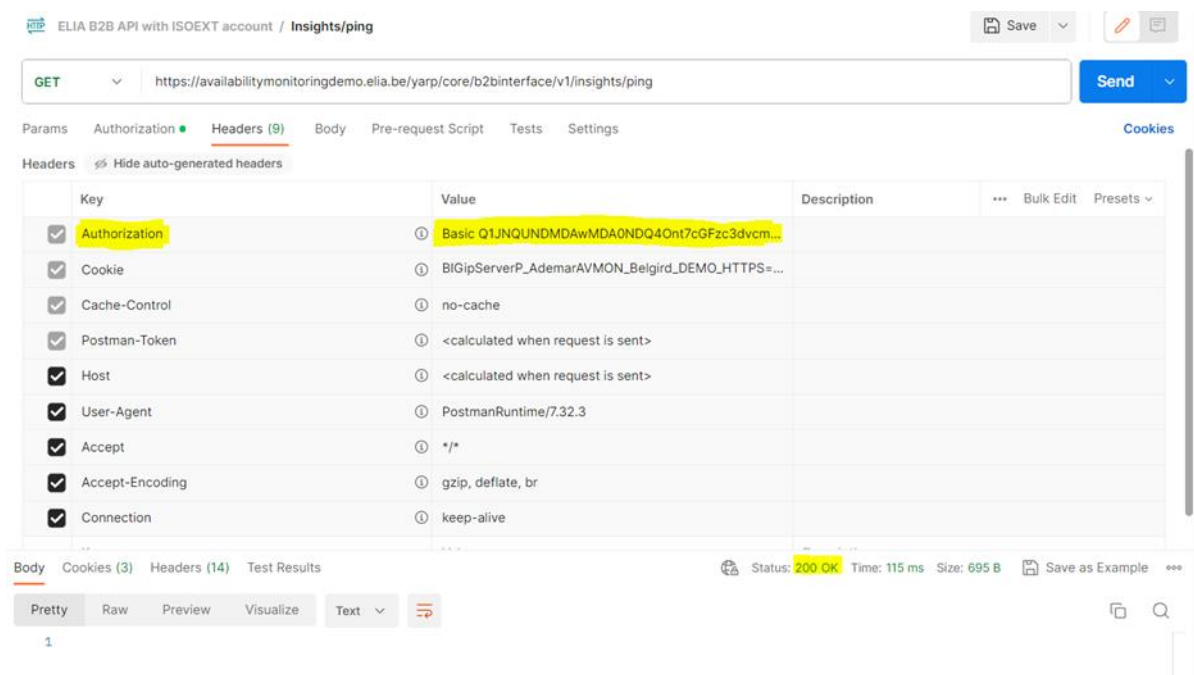 HTTP ELIA B2B API with ISOEXT account / Insights/ping Save
GET https://availabilitymonitoringdemo.elia.be/yarp/core/b2binterface/v1/insights/ping Send
Params Authorization Headers (9) Body Pre-request Script Tests Settings Cookies
Headers Hide auto-generated headers
Key Value Description ••• Bulk Edit Presets
Authorization Basic Q1JNQUNDMDAwMDA0NDQ4Ont7cGFzc3dvcm...
Cookie BIGipServerP_AdemarAVMON_Belgird_DEMO_HTTPS=...
Cache-Control no-cache
Postman-Token <calculated when request is sent>
Host <calculated when request is sent>
User-Agent PostmanRuntime/7.32.3
Accept */*
Accept-Encoding gzip, deflate, br
Connection keep-alive
Body Cookies (3) Headers (14) Test Results Status: 200 OK Time: 115 ms Size: 695 B Save as Example
Pretty Raw Preview Visualize Text
1